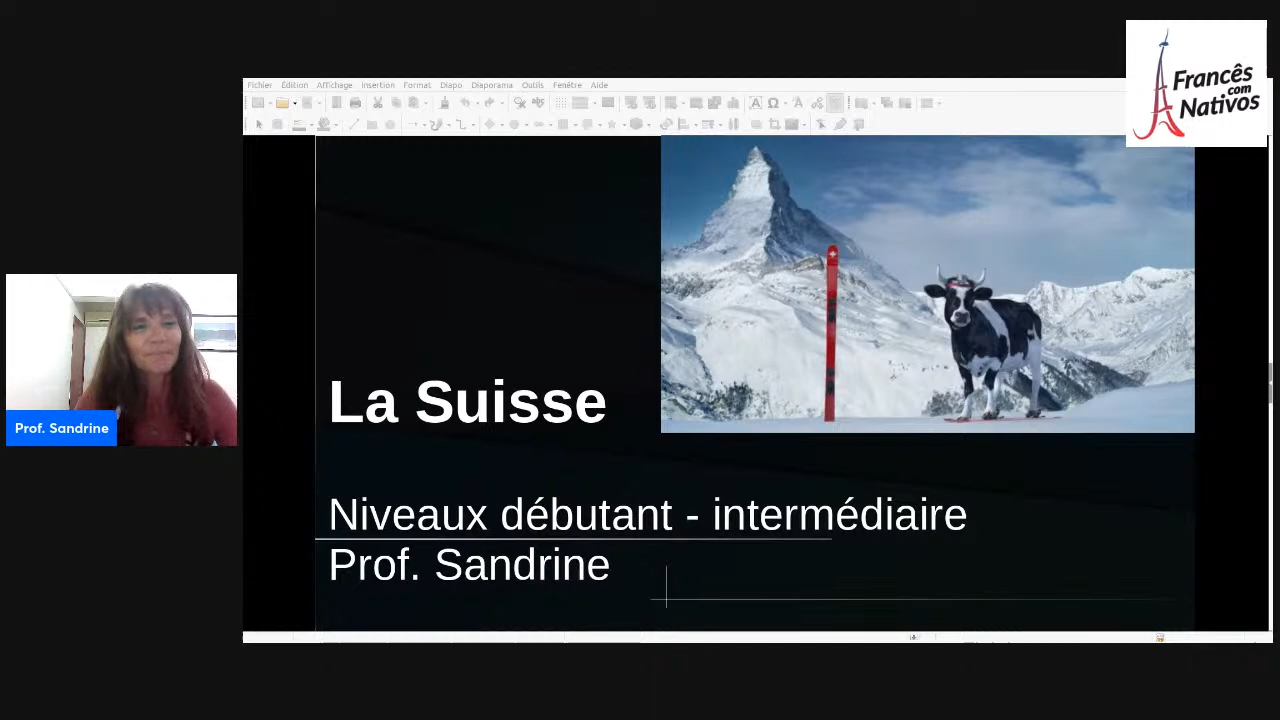 Francês
com
Nativos
Fichier Édition Affichage Insertion Format Diapo Diaporama Outils Fenêtre Aide
La Suisse
Niveaux débutant - intermédiaire
Prof. Sandrine
Prof. Sandrine